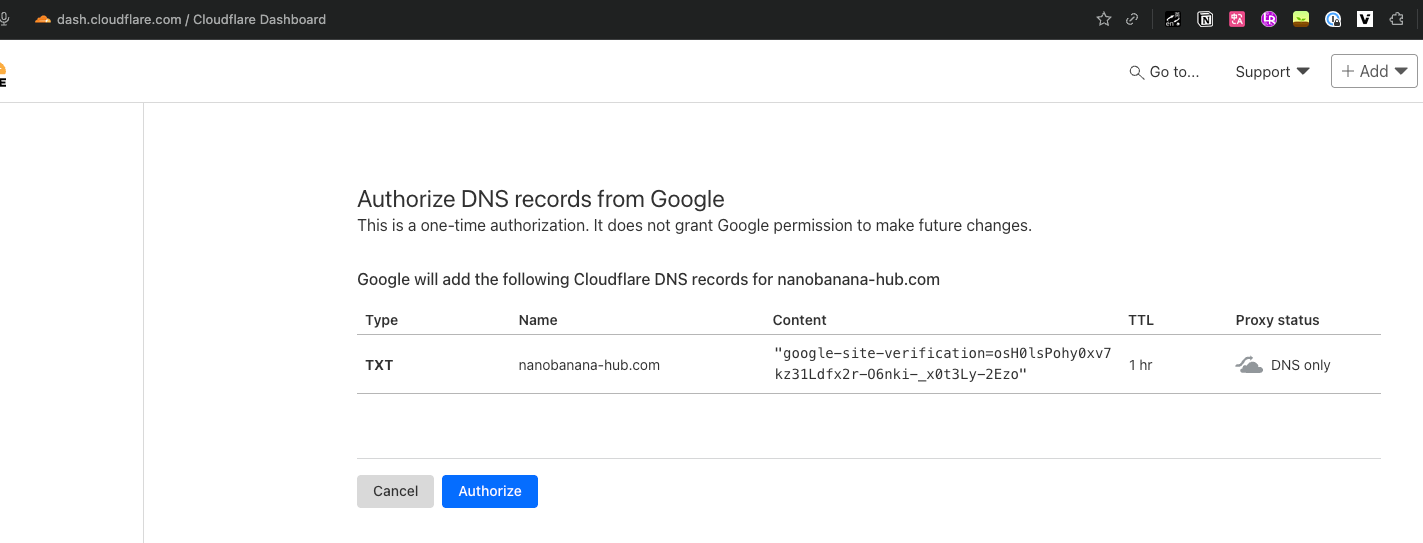 dash.cloudflare.com / Cloudflare Dashboard
Go to...
Support
+ Add
Authorize DNS records from Google
This is a one-time authorization. It does not grant Google permission to make future changes.
Google will add the following Cloudflare DNS records for nanobanana-hub.com
Type Name Content TTL Proxy status
TXT nanobanana-hub.com "google-site-verification=osH0lsPohy0xv7 1 hr DNS only
kz31Ldfx2r-O6nki-_x0t3Ly-2Ezo"
Cancel Authorize